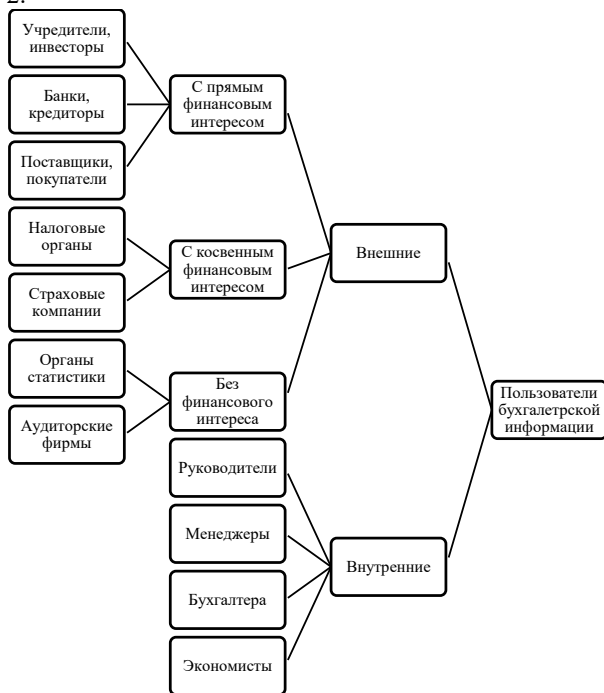 2.
Учредители,
инвесторы
Банки,
кредиторы
Поставщики,
покупатели
С прямым
финансовым
интересом
Налоговые
органы
Страховые
компании
С косвенным
финансовым
интересом
Органы
статистики
Аудиторские
фирмы
Без
финансового
интереса
Внешние
Руководители
Менеджеры
Бухгалтера
Экономисты
Внутренние
Пользователи
бухгалетрской
информации